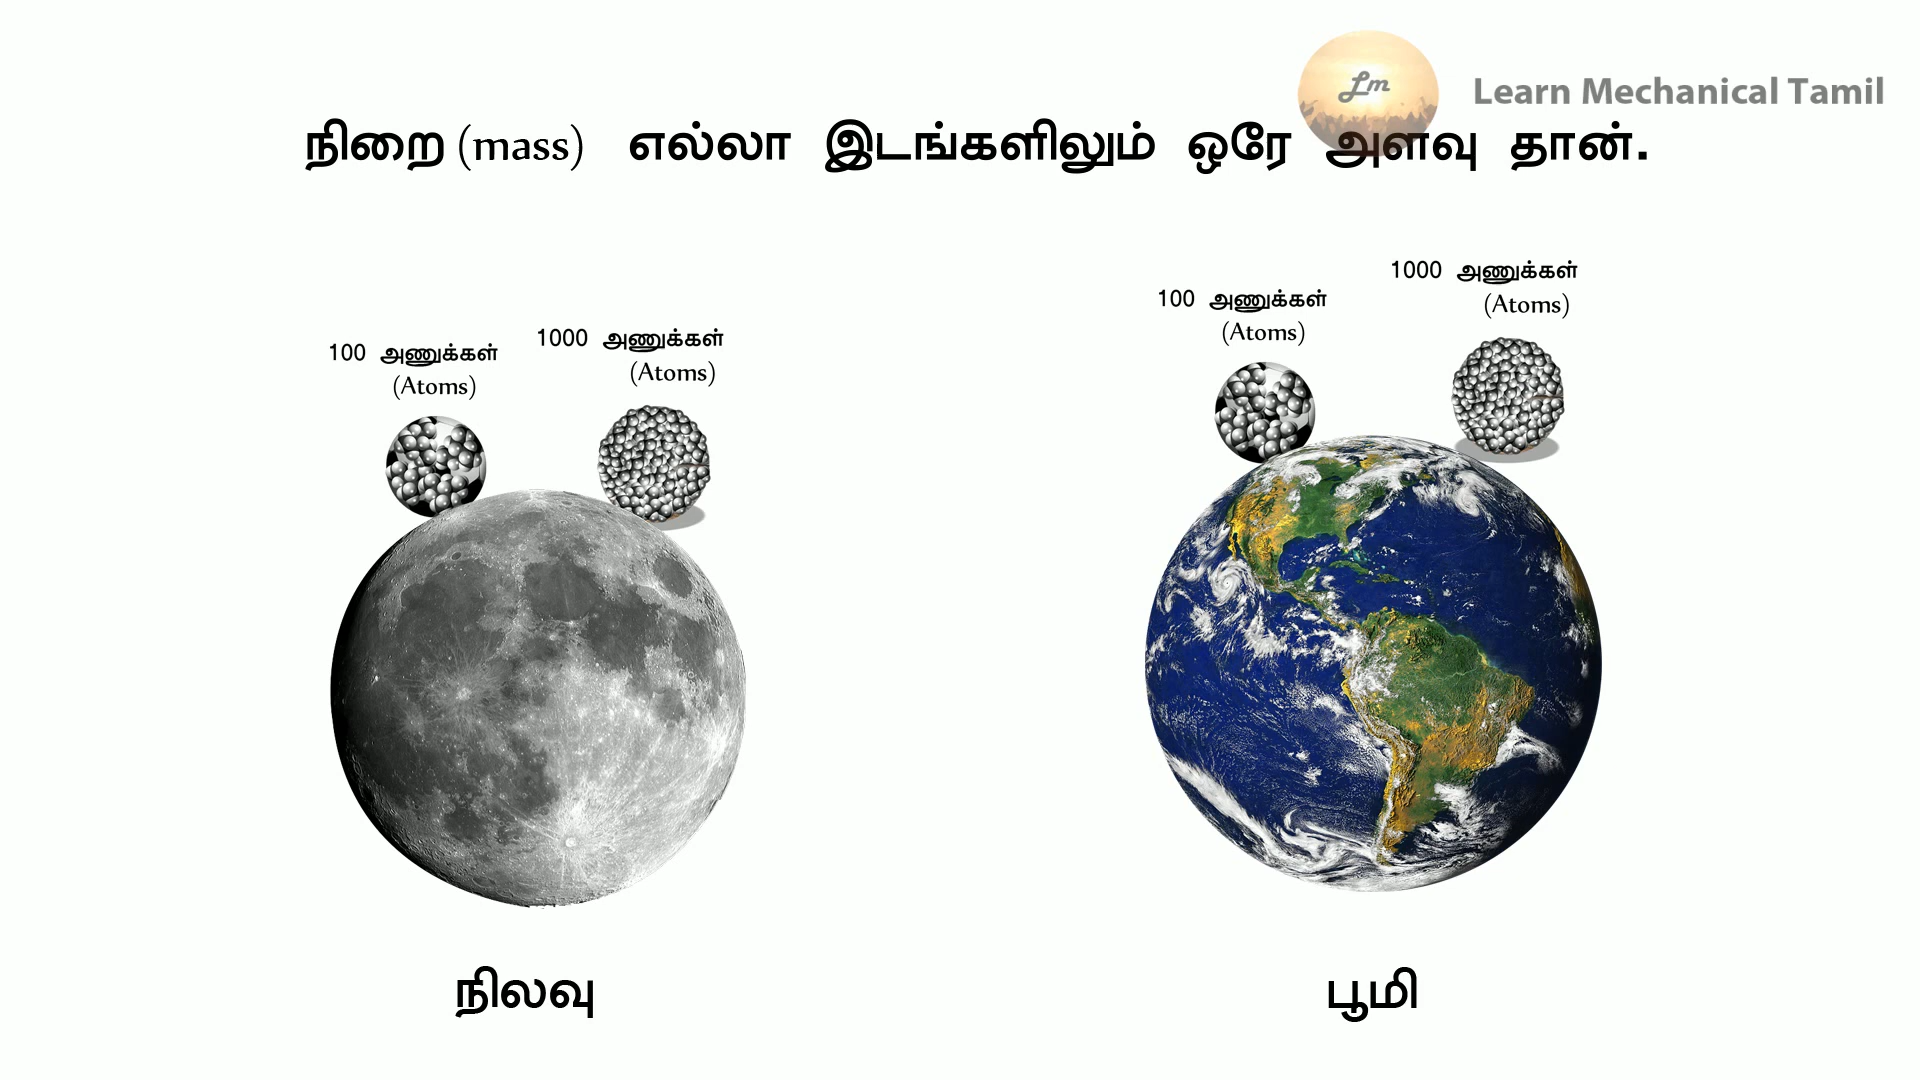 Lm
Learn Mechanical Tamil
நிறை (mass) எல்லா இடங்களிலும் ஒரே அளவு தான்.
100 அணுக்கள்
(Atoms)
1000 அணுக்கள்
(Atoms)
100 அணுக்கள்
(Atoms)
1000 அணுக்கள்
(Atoms)
நிலவு
பூமி